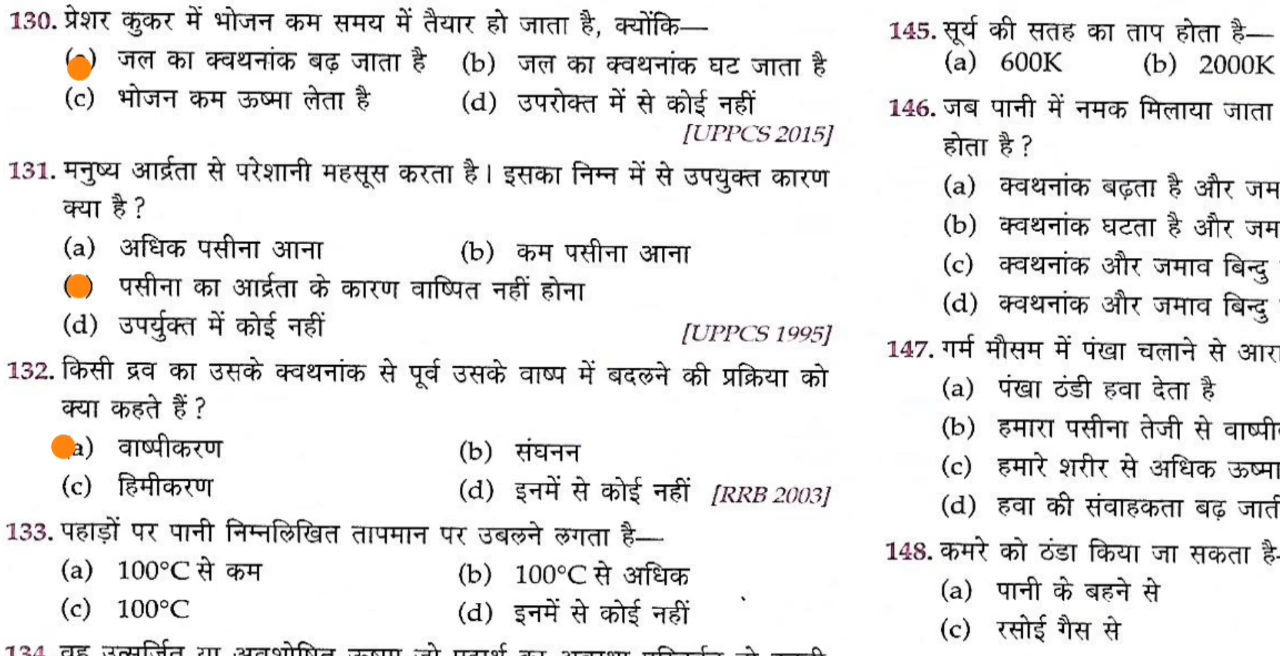 130. प्रेशर कुकर में भोजन कम समय में तैयार हो जाता है, क्योंकि—
) जल का क्वथनांक बढ़ जाता है (b) जल का क्वथनांक घट जाता है
(c) भोजन कम ऊष्मा लेता है (d) उपरोक्त में से कोई नहीं
[UPPCS 2015]
131. मनुष्य आर्द्रता से परेशानी महसूस करता है। इसका निम्न में से उपयुक्त कारण
क्या है ?
(a) अधिक पसीना आना (b) कम पसीना आना
( ) पसीना का आर्द्रता के कारण वाष्पित नहीं होना
(d) उपर्युक्त में कोई नहीं [UPPCS 1995]
132. किसी द्रव का उसके क्वथनांक से पूर्व उसके वाष्प में बदलने की प्रक्रिया को
क्या कहते हैं ?
a) वाष्पीकरण (b) संघनन
(c) हिमीकरण (d) इनमें से कोई नहीं [RRB 2003]
133. पहाड़ों पर पानी निम्नलिखित तापमान पर उबलने लगता है—
(a) 100°C से कम (b) 100°C से अधिक
(c) 100°C (d) इनमें से कोई नहीं
145. सूर्य की सतह का ताप होता है—
(a) 600K (b) 2000K
146. जब पानी में नमक मिलाया जाता
होता है ?
(a) क्वथनांक बढ़ता है और जम
(b) क्वथनांक घटता है और जम
(c) क्वथनांक और जमाव बिन्दु
(d) क्वथनांक और जमाव बिन्दु
147. गर्म मौसम में पंखा चलाने से आरा
(a) पंखा ठंडी हवा देता है
(b) हमारा पसीना तेजी से वाष्पी
(c) हमारे शरीर से अधिक ऊष्मा
(d) हवा की संवाहकता बढ़ जाती
148. कमरे को ठंडा किया जा सकता है-
(a) पानी के बहने से
(c) रसोई गैस से